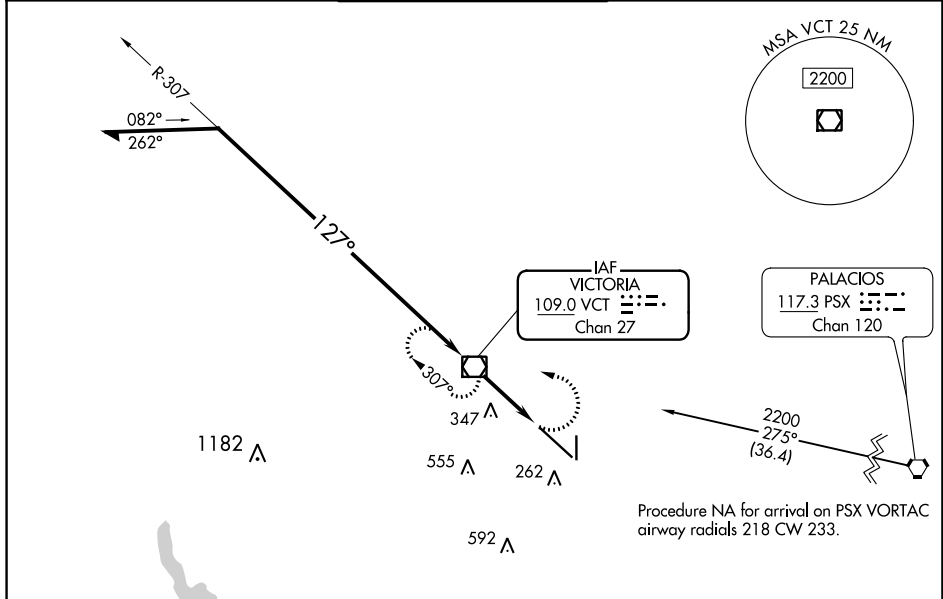 MSA VCT 25 NM
2200
R-307
082°
262°
127°
IAF
VICTORIA
109.0 VCT
Chan 27
PALACIOS
117.3 PSX
Chan 120
307°
347
1182
555
262
592
2200
275°
(36.4)
Procedure NA for arrival on PSX VORTAC
airway radials 218 CW 233.